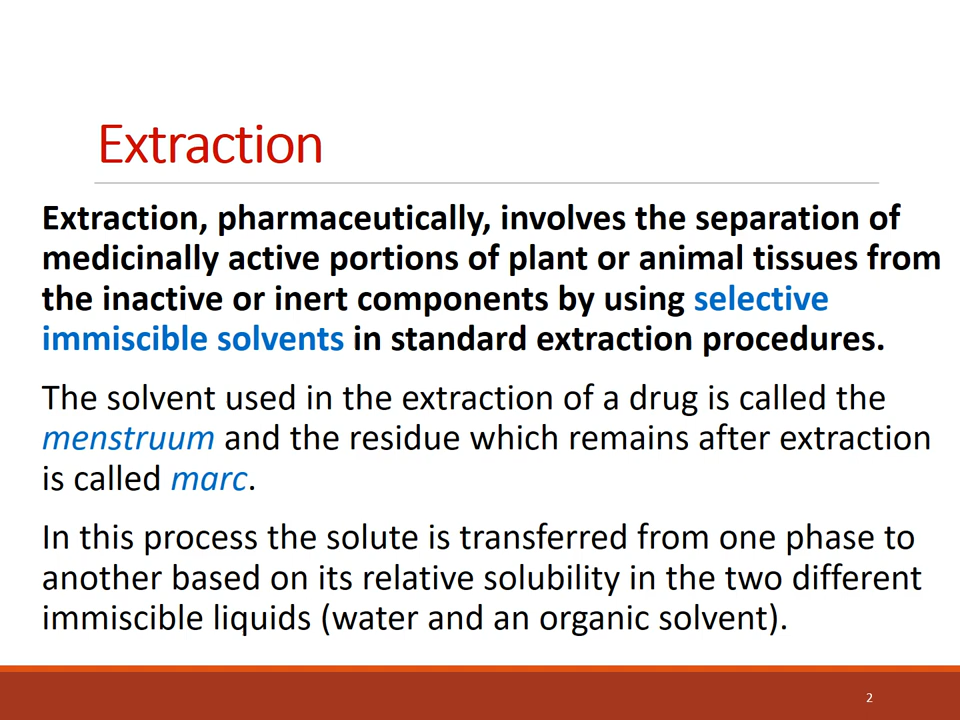 Extraction
Extraction, pharmaceutically, involves the separation of
medicinally active portions of plant or animal tissues from
the inactive or inert components by using selective
immiscible solvents in standard extraction procedures.
The solvent used in the extraction of a drug is called the
menstruum and the residue which remains after extraction
is called marc.
In this process the solute is transferred from one phase to
another based on its relative solubility in the two different
immiscible liquids (water and an organic solvent).
2